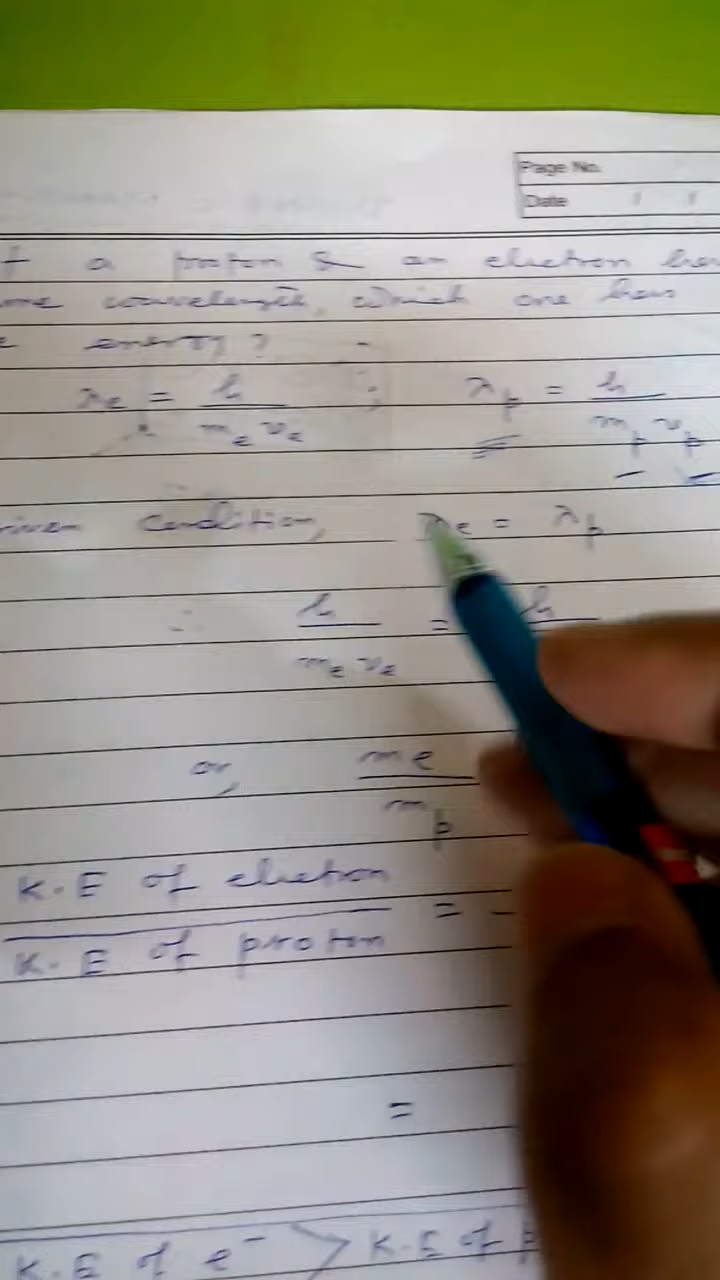 Page No.
Date / /
f a proton & an electron have
me wavelength, which one has
e energy?
λe = h / me ve ; λp = h / mp vp
given condition, λe = λp
∴ h / me ve = h
or, me / mp
K.E of electron / K.E of proton = -
=
K.E of e⁻ > K.E of p